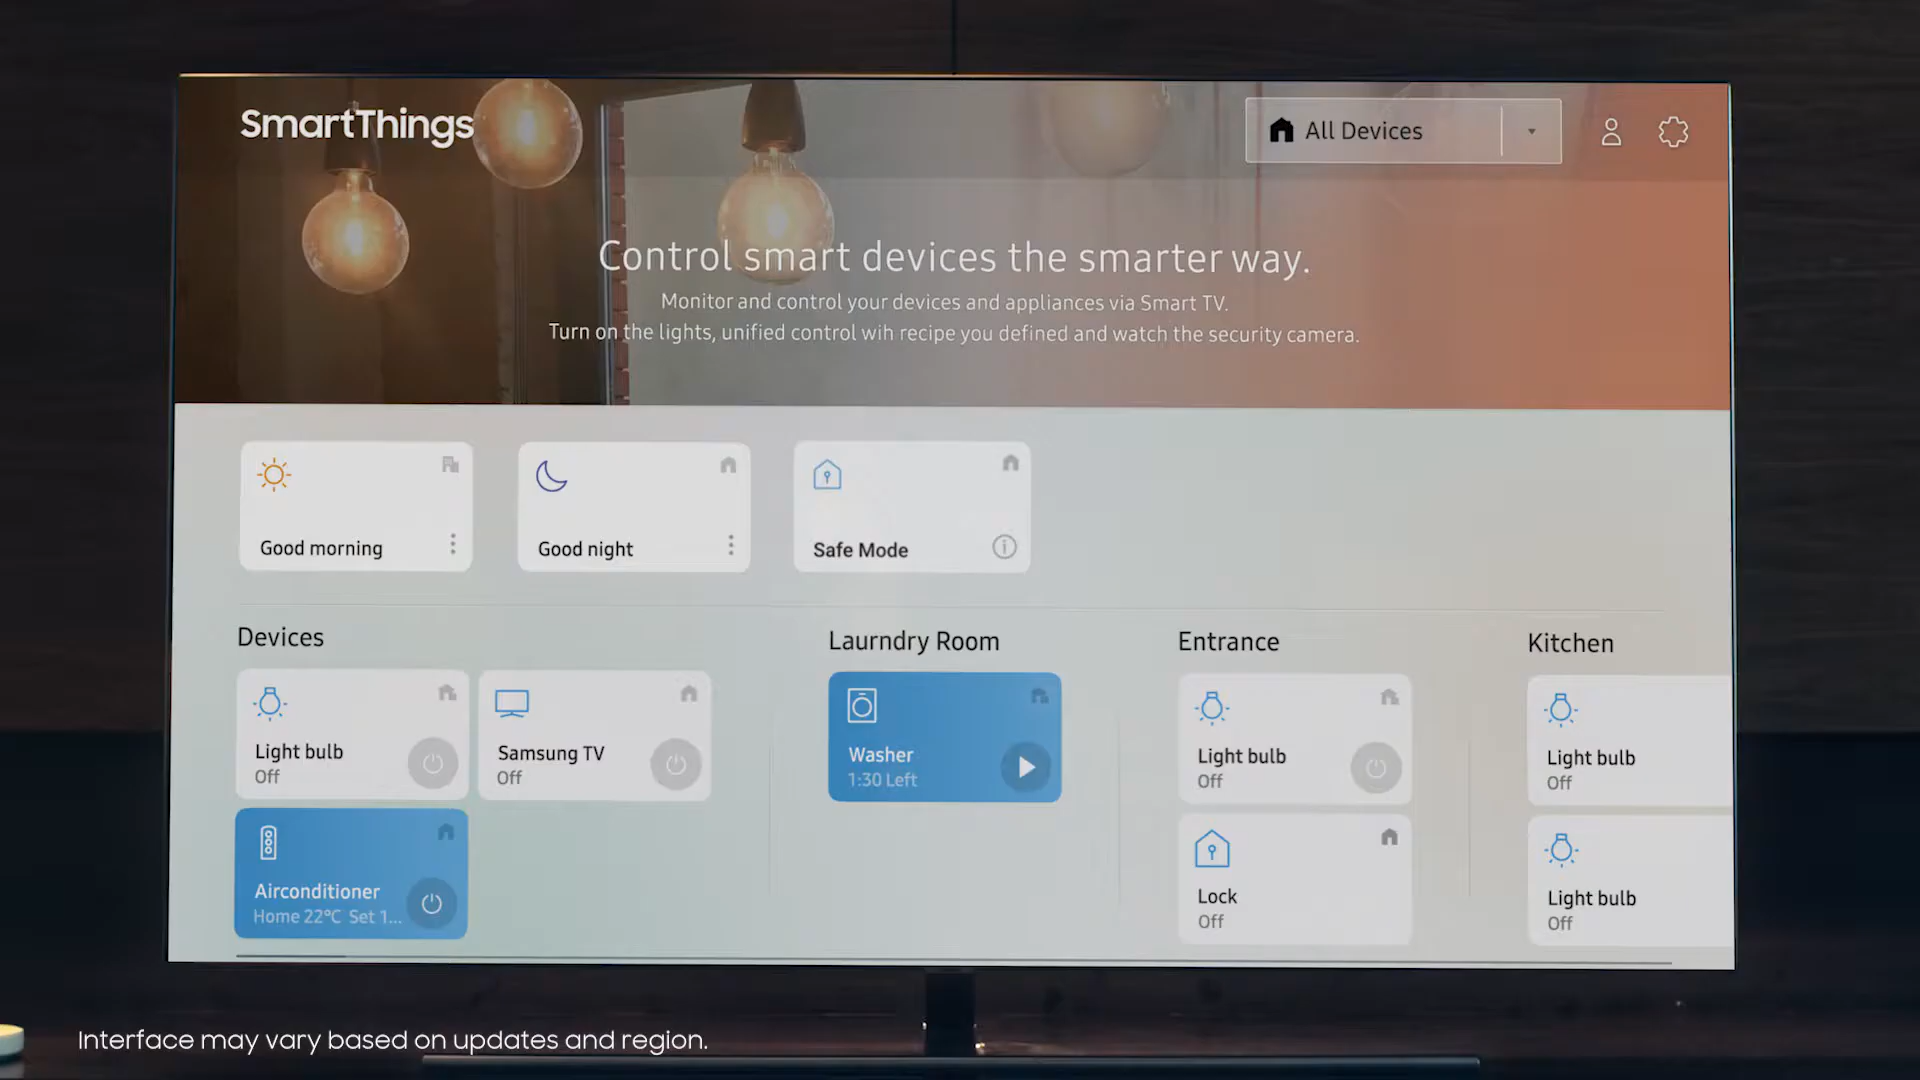 SmartThings
All Devices
Control smart devices the smarter way.
Monitor and control your devices and appliances via Smart TV.
Turn on the lights, unified control wih recipe you defined and watch the security camera.
Good morning
Good night
Safe Mode
Devices
Light bulb
Off
Samsung TV
Off
Airconditioner
Home 22°C Set 1...
Laurndry Room
Washer
1:30 Left
Entrance
Light bulb
Off
Lock
Off
Kitchen
Light bulb
Off
Light bulb
Off
Interface may vary based on updates and region.